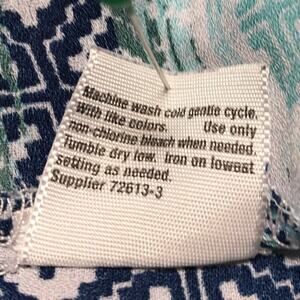 Machine wash cold gentle cycle.
With like colors. Use only
non-chlorine bleach when needed.
Tumble dry low. Iron on lowest
setting as needed.
Supplier 72613-3